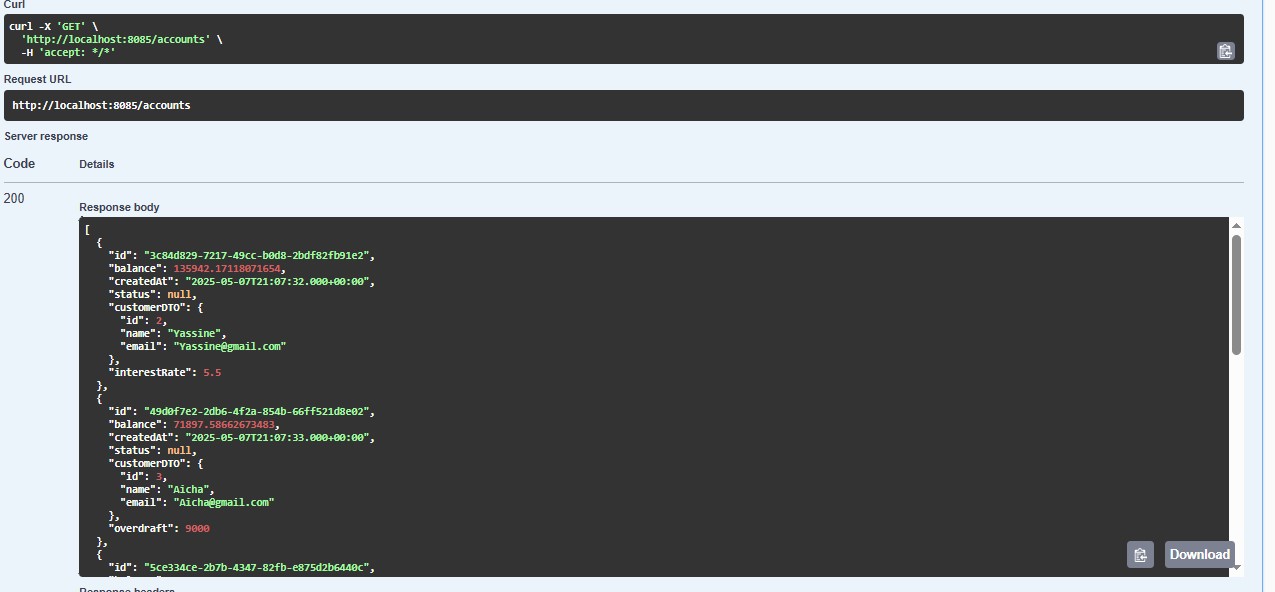 Curl
curl -X 'GET' \
  'http://localhost:8085/accounts' \
  -H 'accept: */*'
Request URL
http://localhost:8085/accounts
Server response
Code Details
200
Response body
[
  {
    "id": "3c84d829-7217-49cc-b0d8-2bdf82fb91e2",
    "balance": 135942.17118071654,
    "createdAt": "2025-05-07T21:07:32.000+00:00",
    "status": null,
    "customerDTO": {
      "id": 2,
      "name": "Yassine",
      "email": "Yassine@gmail.com"
    },
    "interestRate": 5.5
  },
  {
    "id": "49d0f7e2-2db6-4f2a-854b-66ff521d8e02",
    "balance": 71897.58662673483,
    "createdAt": "2025-05-07T21:07:33.000+00:00",
    "status": null,
    "customerDTO": {
      "id": 3,
      "name": "Aicha",
      "email": "Aicha@gmail.com"
    },
    "overdraft": 9000
  },
  {
    "id": "5ce334ce-2b7b-4347-82fb-e875d2b6440c",
Download
Response headers